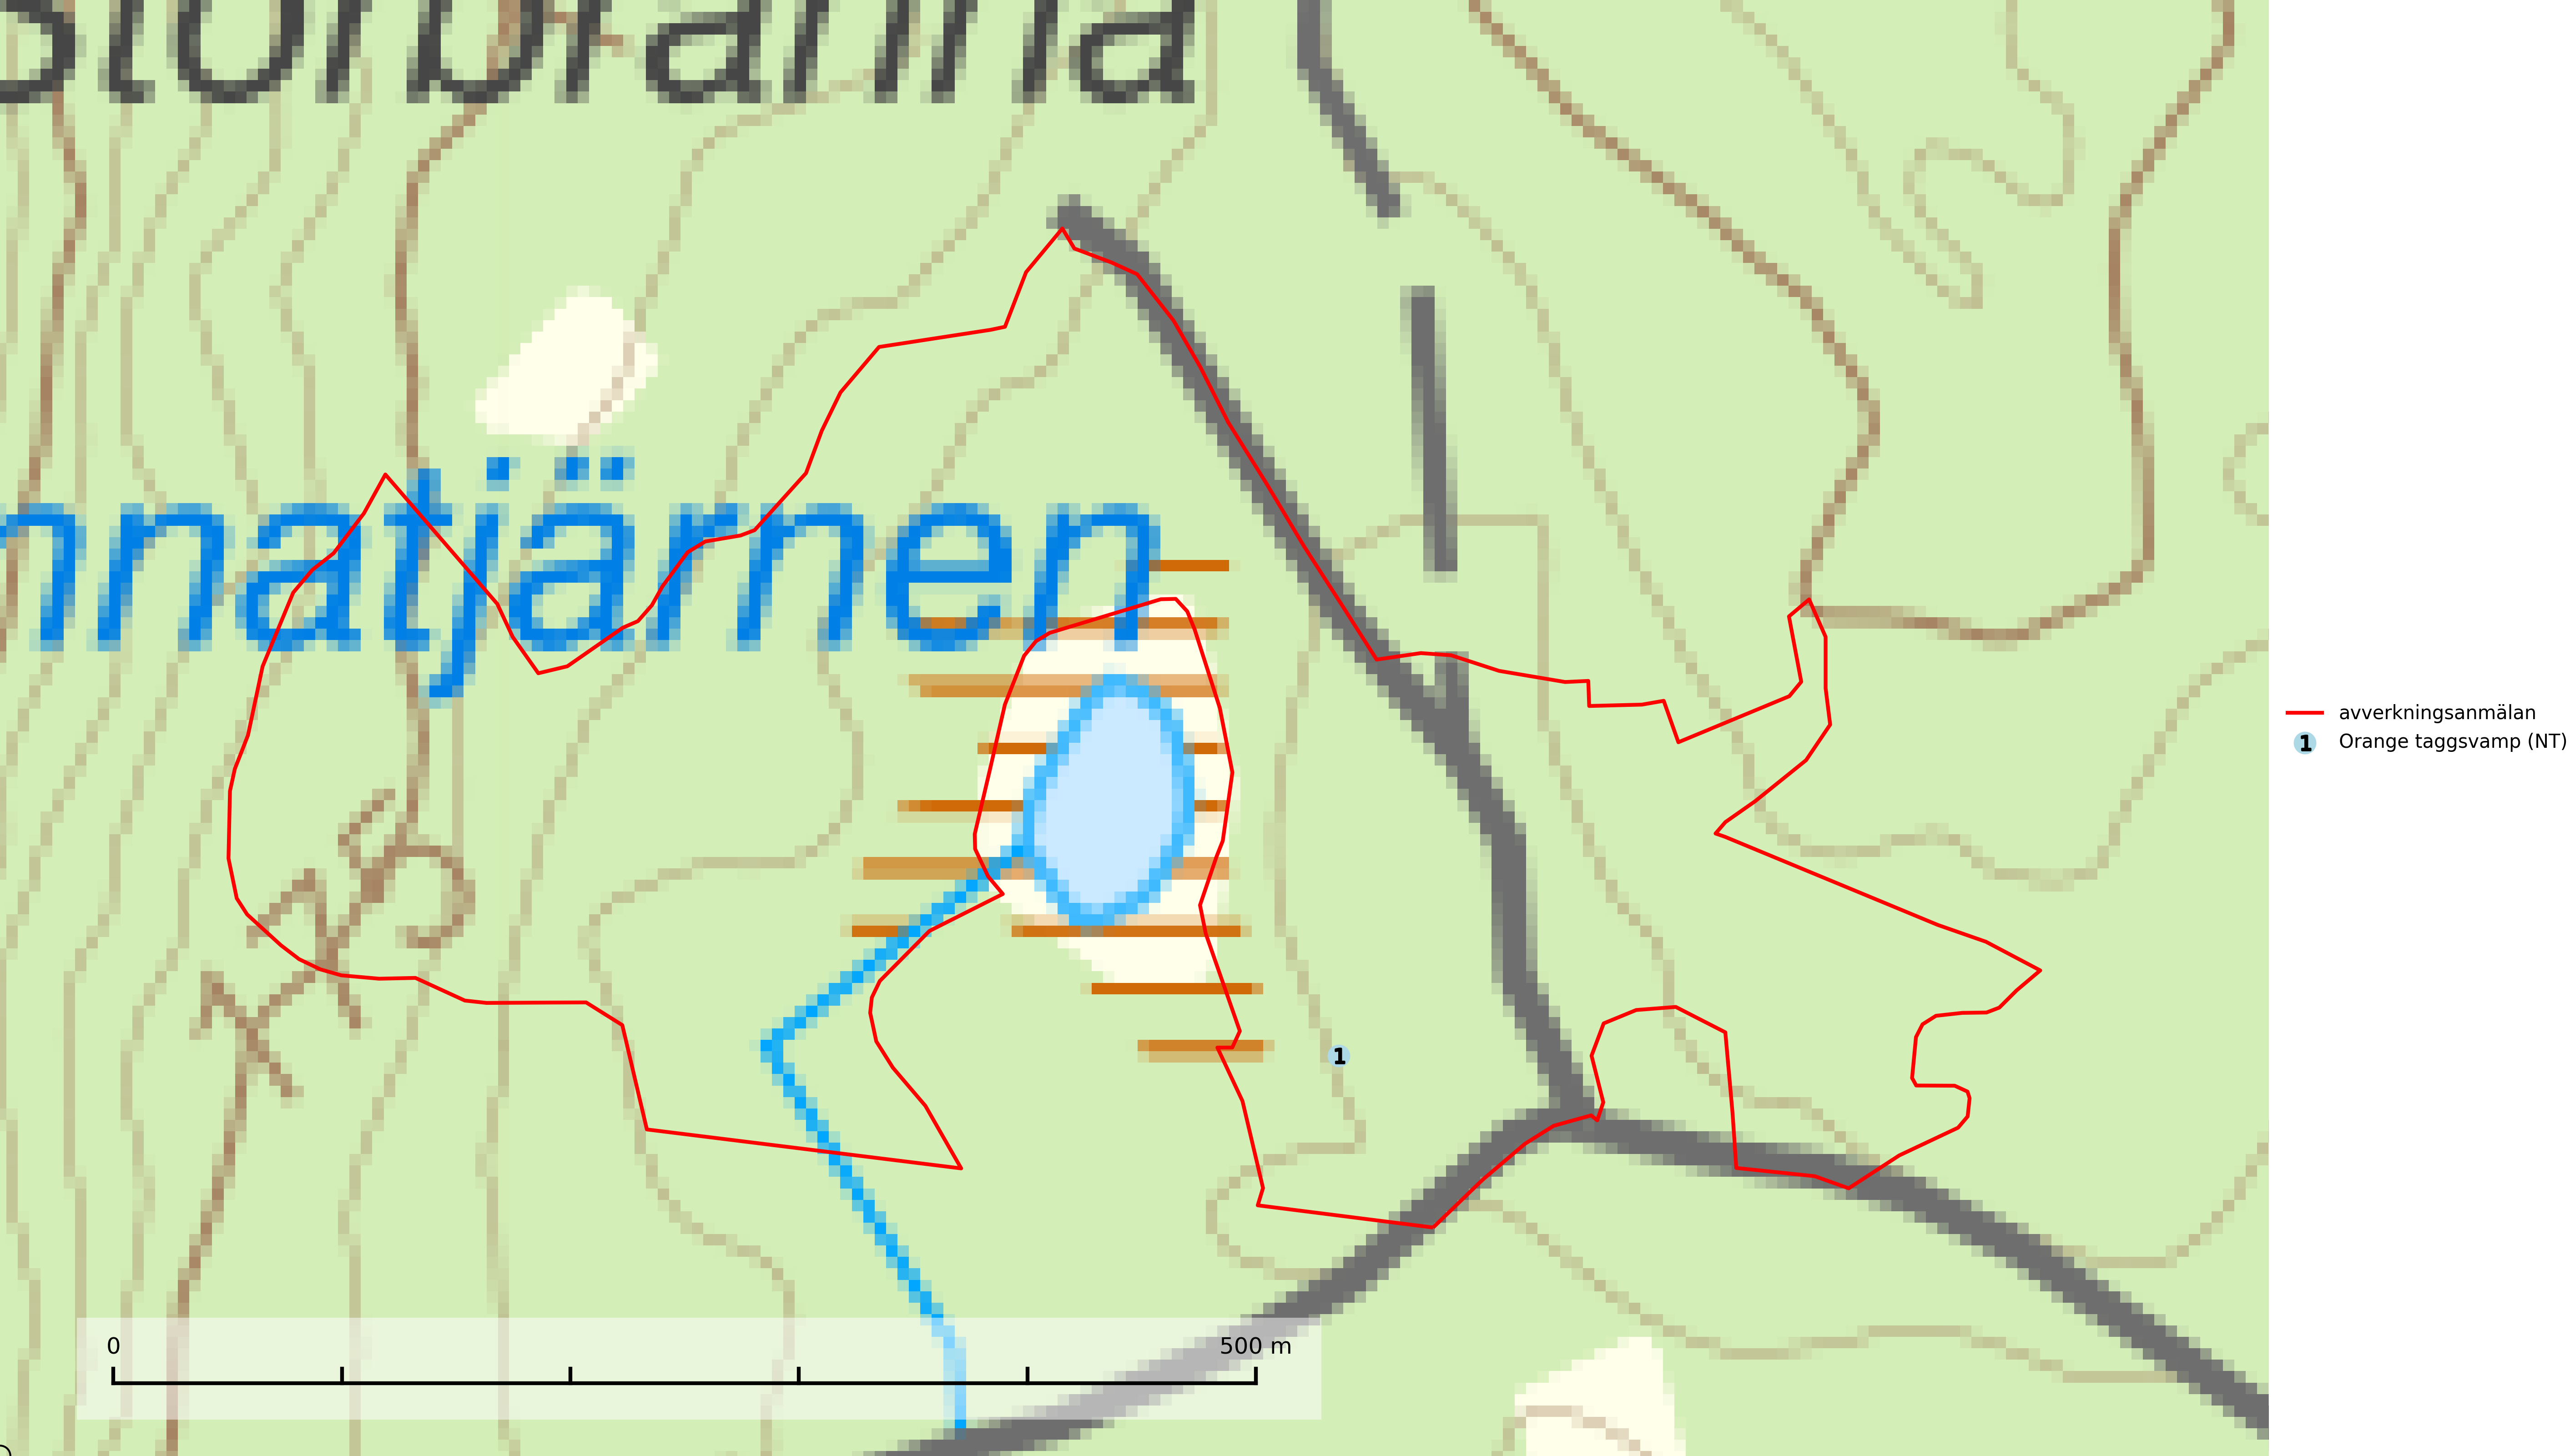 nnatjärnen
avverkningsanmälan
1 Orange taggsvamp (NT)
1
0 500 m